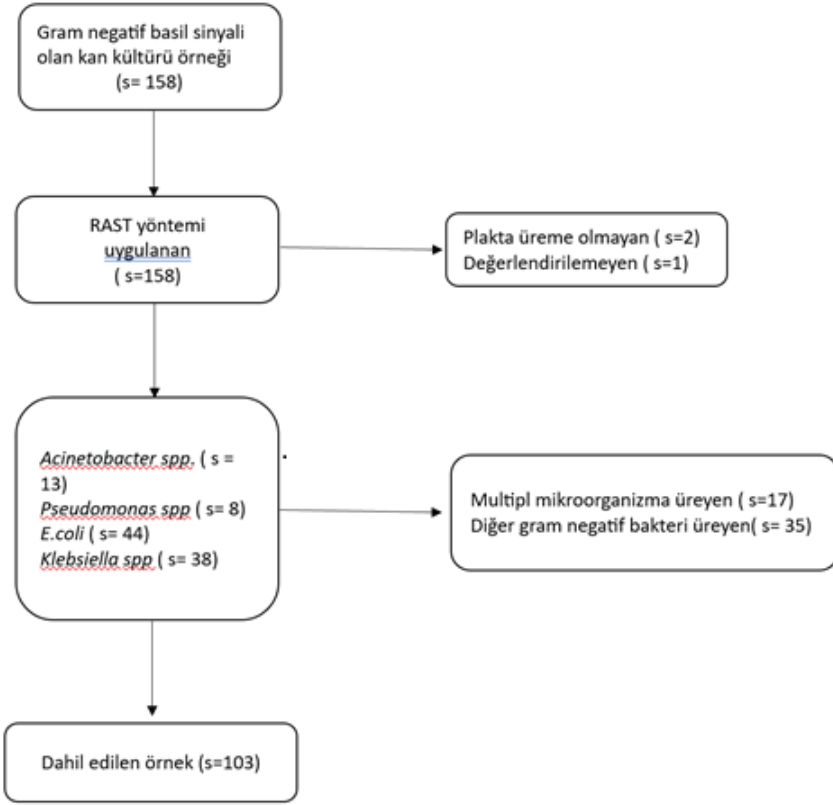 Gram negatif basil sinyali
olan kan kültürü örneği
(s= 158)
RAST yöntemi
uygulanan
( s=158)
Plakta üreme olmayan ( s=2)
Değerlendirilemeyen ( s=1)
Acinetobacter spp. ( s =
13)
Pseudomonas spp ( s= 8)
E.coli ( s= 44)
Klebsiella spp ( s= 38)
Multipl mikroorganizma üreyen ( s=17)
Diğer gram negatif bakteri üreyen( s= 35)
Dahil edilen örnek (s=103)